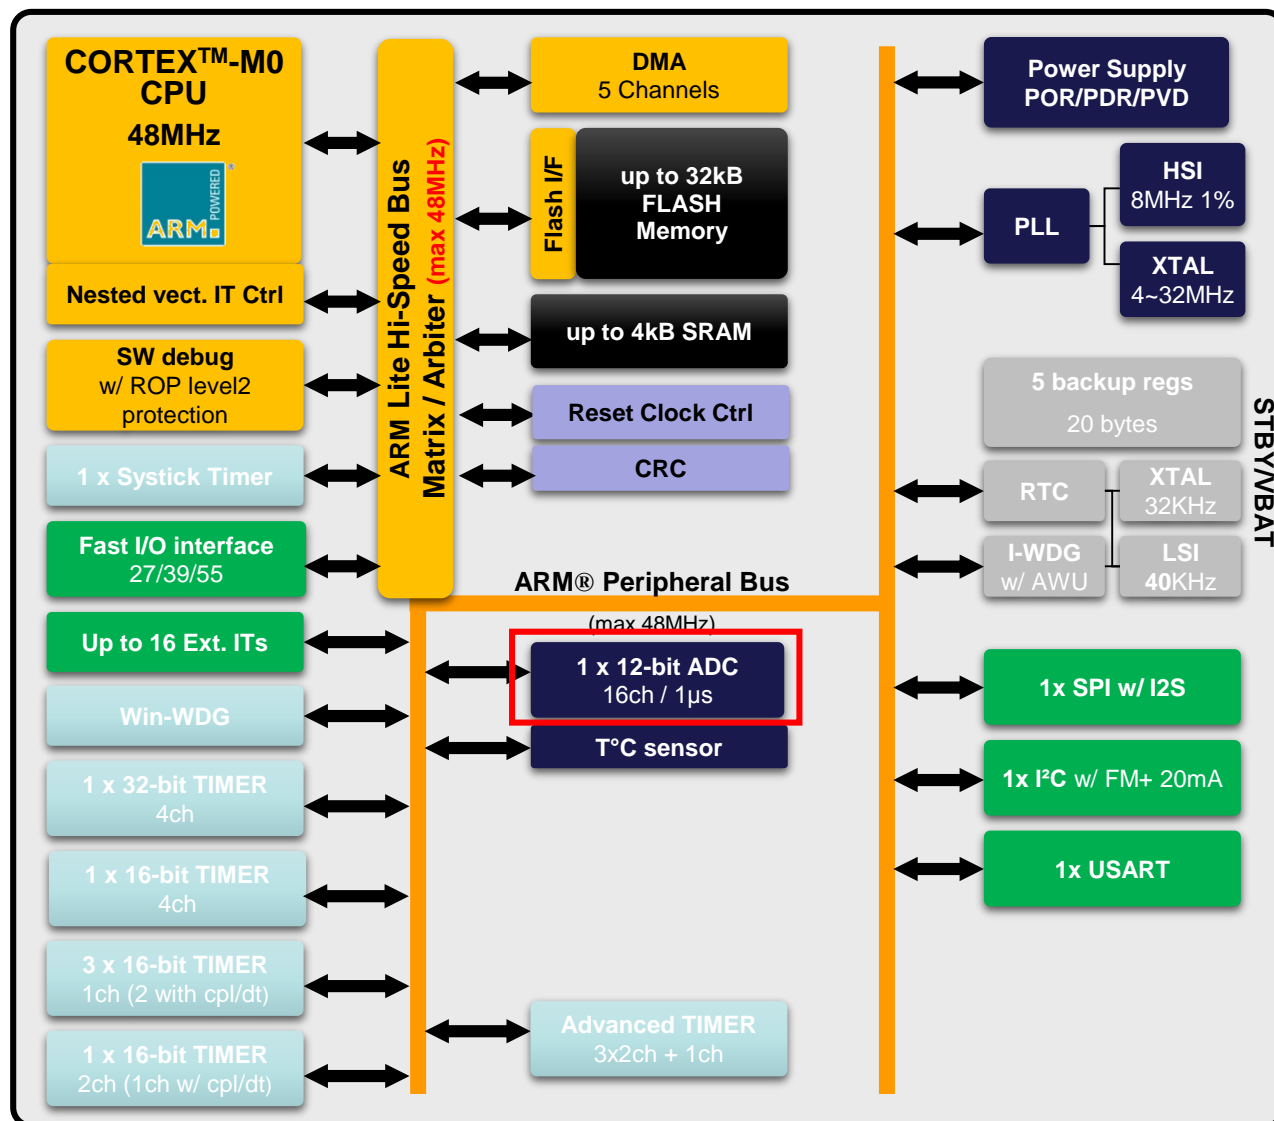 CORTEX™-M0
CPU
48MHz
ARM POWERED
Nested vect. IT Ctrl
SW debug
w/ ROP level2
protection
1 x Systick Timer
Fast I/O interface
27/39/55
Up to 16 Ext. ITs
Win-WDG
1 x 32-bit TIMER
4ch
1 x 16-bit TIMER
4ch
3 x 16-bit TIMER
1ch (2 with cpl/dt)
1 x 16-bit TIMER
2ch (1ch w/ cpl/dt)
ARM Lite Hi-Speed Bus
Matrix / Arbiter (max 48MHz)
DMA
5 Channels
Flash I/F
up to 32kB
FLASH
Memory
up to 4kB SRAM
Reset Clock Ctrl
CRC
ARM® Peripheral Bus
(max 48MHz)
1 x 12-bit ADC
16ch / 1µs
T°C sensor
Advanced TIMER
3x2ch + 1ch
Power Supply
POR/PDR/PVD
PLL
HSI
8MHz 1%
XTAL
4~32MHz
5 backup regs
20 bytes
RTC
XTAL
32KHz
I-WDG
w/ AWU
LSI
40KHz
STBY/VBAT
1x SPI w/ I2S
1x I²C w/ FM+ 20mA
1x USART